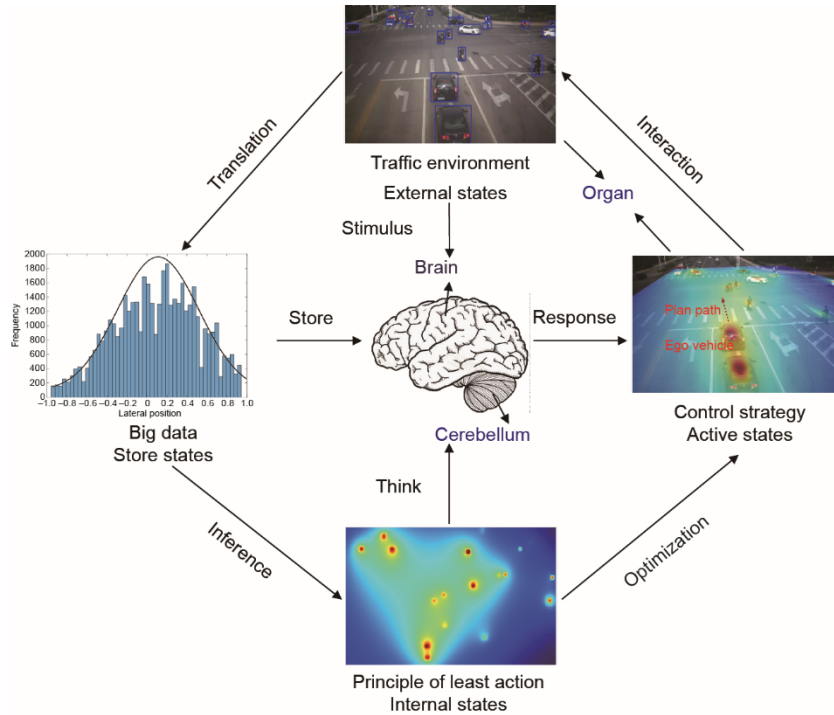 Traffic environment
External states
Translation
Interaction
Organ
Stimulus
Brain
2000
1800
1600
1400
1200
1000
800
600
400
200
0
Frequency
−1.0−0.8−0.6−0.4−0.2 0 0.2 0.4 0.6 0.8 1.0
Lateral position
Big data
Store states
Store
Response
Plan path
Ego vehicle
Control strategy
Active states
Cerebellum
Think
Inference
Optimization
Principle of least action
Internal states